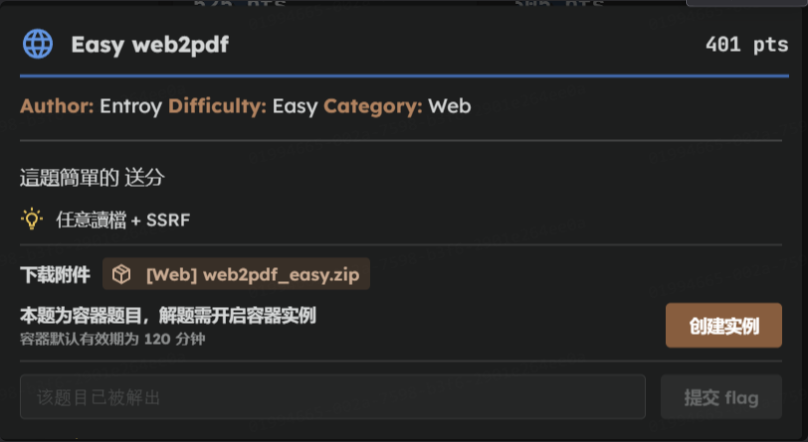 Easy web2pdf
401 pts
Author: Entroy Difficulty: Easy Category: Web
這題簡單的 送分
任意讀檔 + SSRF
下载附件 [Web] web2pdf_easy.zip
本题为容器题目，解题需开启容器实例
容器默认有效期为 120 分钟
创建实例
该题目已被解出
提交 flag